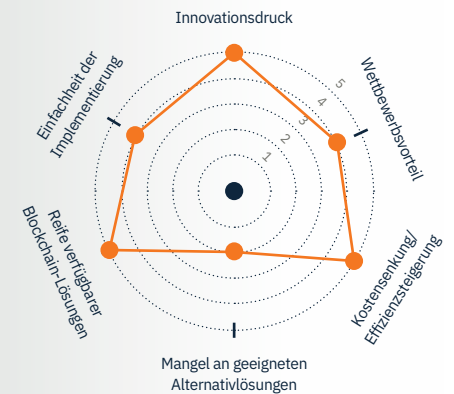 Innovationsdruck
Einfachheit der
Implementierung
Wettbewerbsvorteil
5
4
3
2
1
Reife verfügbarer
Blockchain-Lösungen
Kostensenkung/
Effizienzsteigerung
Mangel an geeigneten
Alternativlösungen